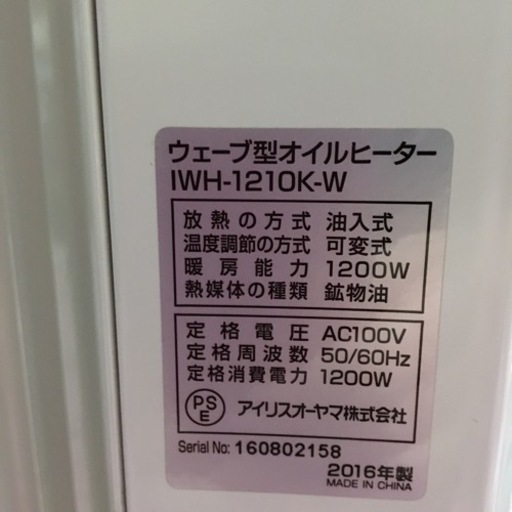 ウェーブ型オイルヒーター
IWH-1210K-W
放熱の方式 油入式
温度調節の方式 可変式
暖房能力 1200W
熱媒体の種類 鉱物油
定格電圧 AC100V
定格周波数 50/60Hz
定格消費電力 1200W
PSE アイリスオーヤマ株式会社
Serial No: 160802158
2016年製
MADE IN CHINA